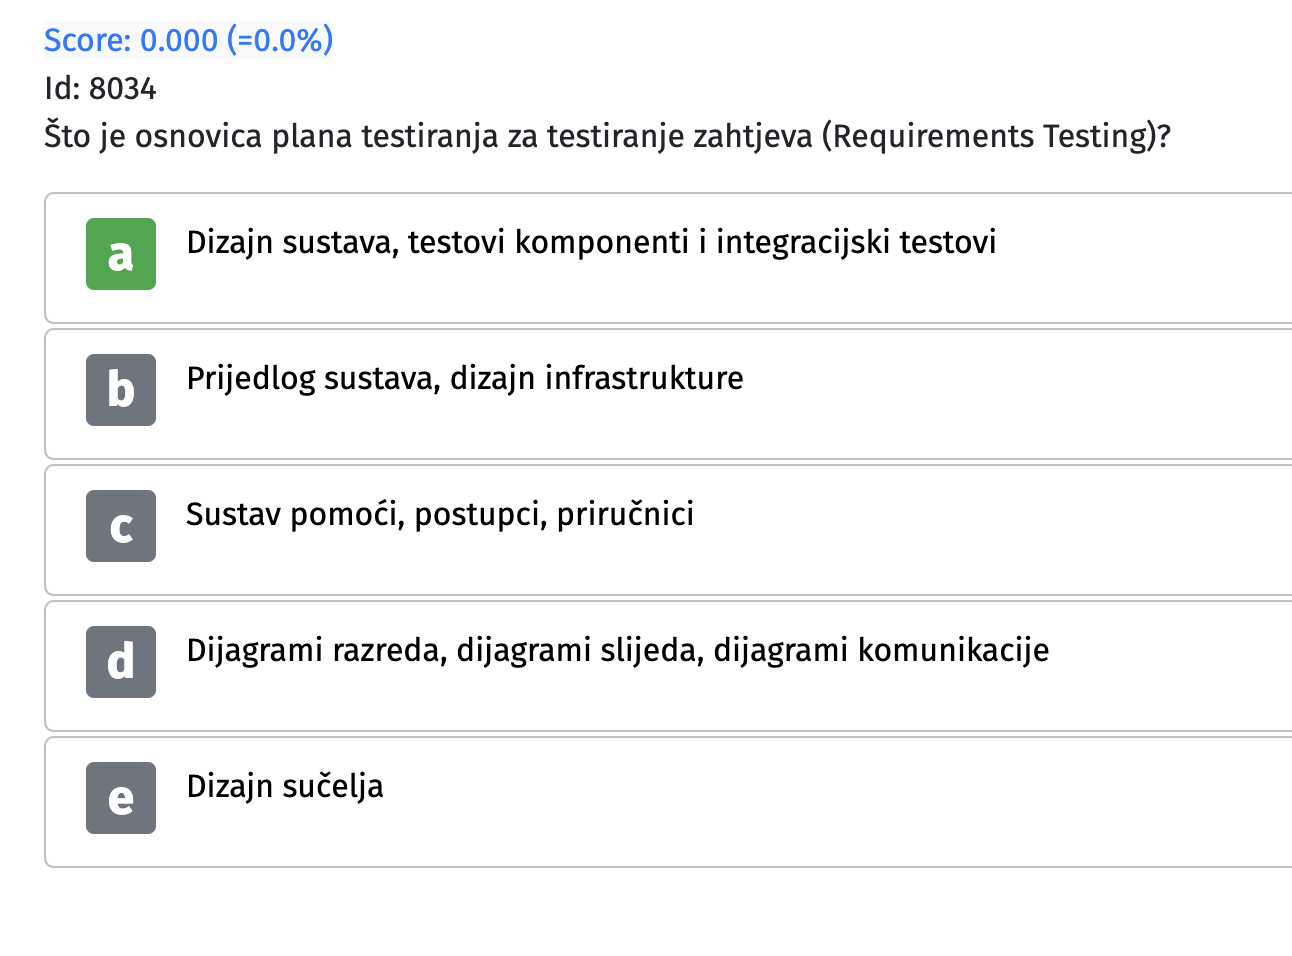 Score: 0.000 (=0.0%)
Id: 8034
Što je osnovica plana testiranja za testiranje zahtjeva (Requirements Testing)?
a Dizajn sustava, testovi komponenti i integracijski testovi
b Prijedlog sustava, dizajn infrastrukture
c Sustav pomoći, postupci, priručnici
d Dijagrami razreda, dijagrami slijeda, dijagrami komunikacije
e Dizajn sučelja